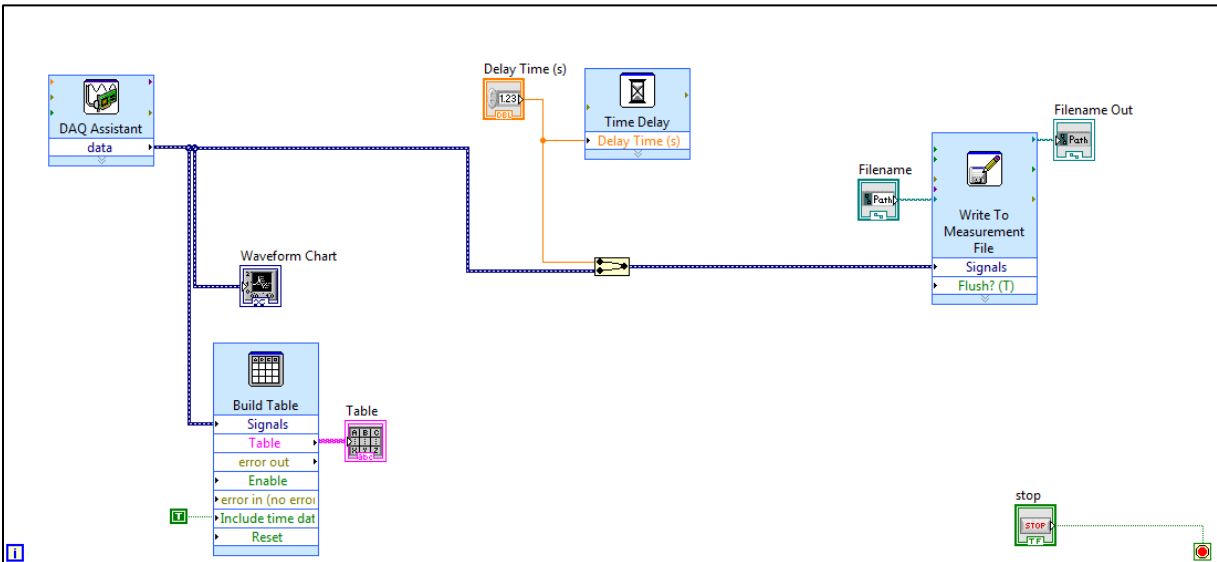 DAQ Assistant
data
Delay Time (s)
1.23
DBL
Time Delay
Delay Time (s)
Filename Out
Path
Filename
Path
Write To
Measurement
File
Signals
Flush? (T)
Waveform Chart
Build Table
Signals
Table
error out
Enable
error in (no erro
Include time dat
Reset
T
Table
A B C
X Y Z
abc
stop
STOP
TF
i